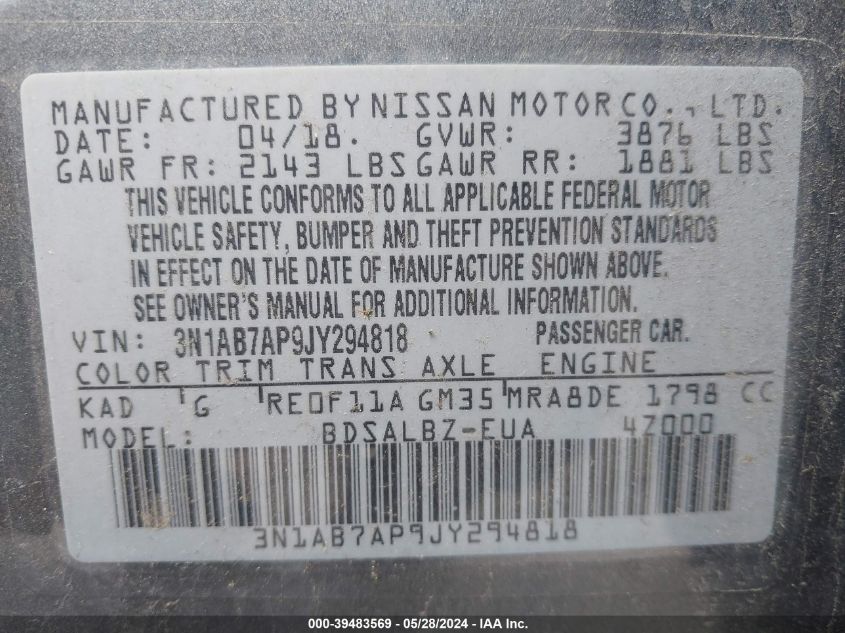 MANUFACTURED BY NISSAN MOTOR CO., LTD.
DATE: 04/18. GVWR: 3876 LBS
GAWR FR: 2143 LBS GAWR RR: 1881 LBS
THIS VEHICLE CONFORMS TO ALL APPLICABLE FEDERAL MOTOR
VEHICLE SAFETY, BUMPER AND THEFT PREVENTION STANDARDS
IN EFFECT ON THE DATE OF MANUFACTURE SHOWN ABOVE.
SEE OWNER'S MANUAL FOR ADDITIONAL INFORMATION.
VIN: 3N1AB7AP9JY294818 PASSENGER CAR.
COLOR TRIM TRANS AXLE ENGINE
KAD G RE0F11A GM35 MRA8DE 1798 CC
MODEL: BDSALBZ-EUA 4Z000
3N1AB7AP9JY294818
000-39483569 - 05/28/2024 - IAA Inc.